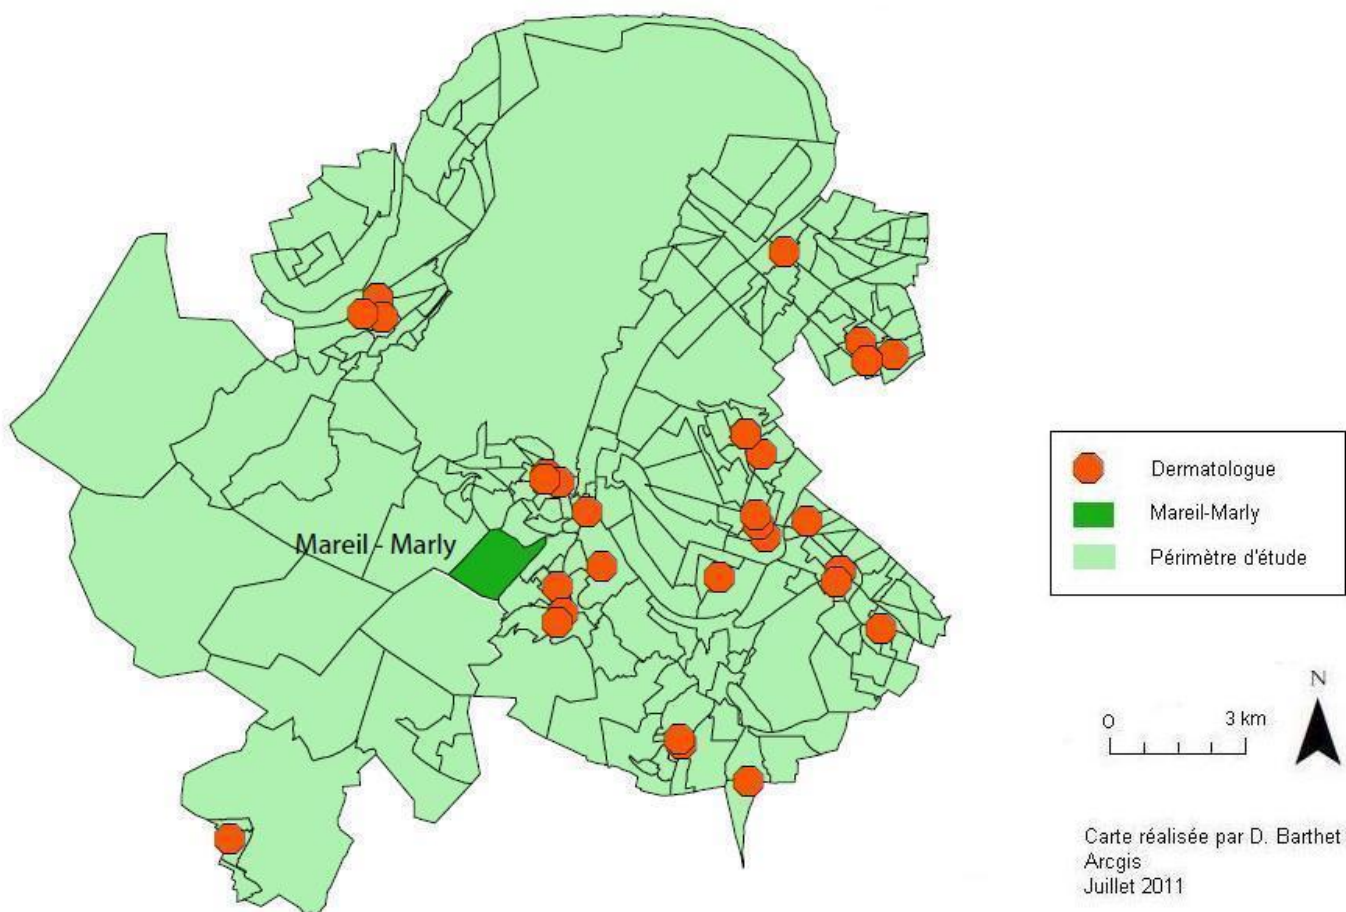 Mareil - Marly
Dermatologue
Mareil-Marly
Périmètre d'étude
N
0 3 km
Carte réalisée par D. Barthet
Arcgis
Juillet 2011